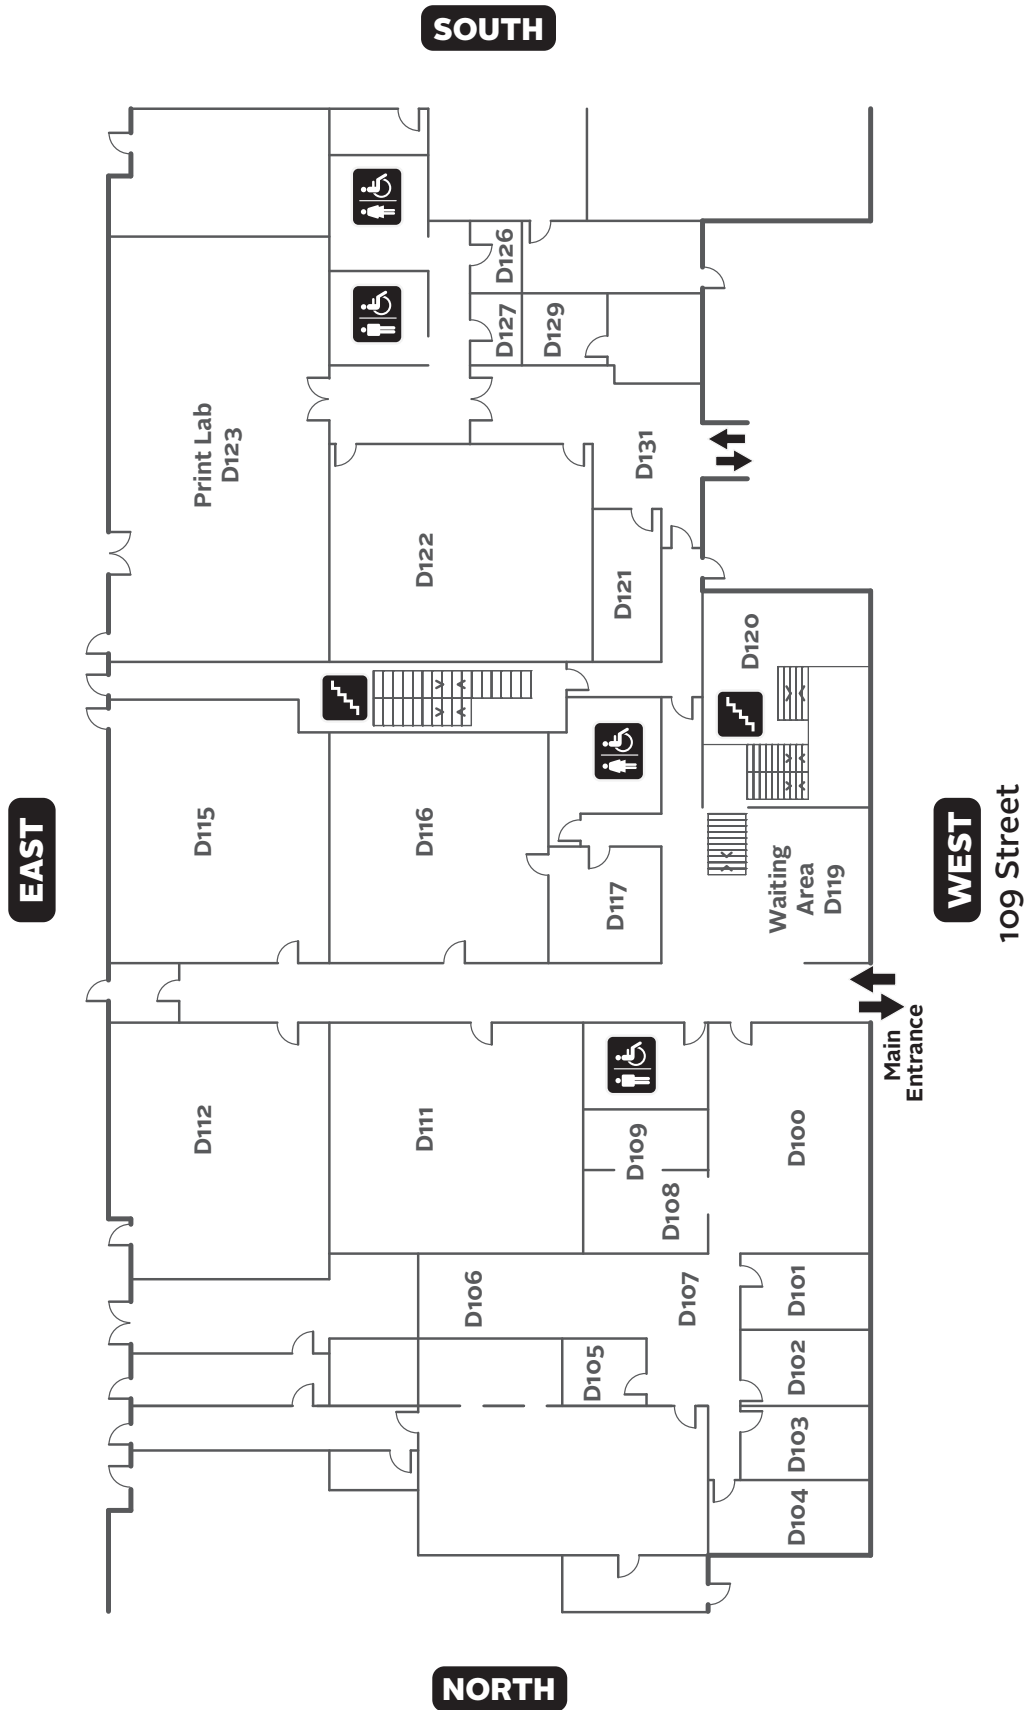 SOUTH
D126
D127
D129
Print Lab
D123
D131
D122
D121
D120
EAST
D115
D116
D117
Waiting
Area
D119
WEST
109 Street
Main
Entrance
D112
D111
D109
D108
D100
D106
D107
D101
D105
D102
D103
D104
NORTH